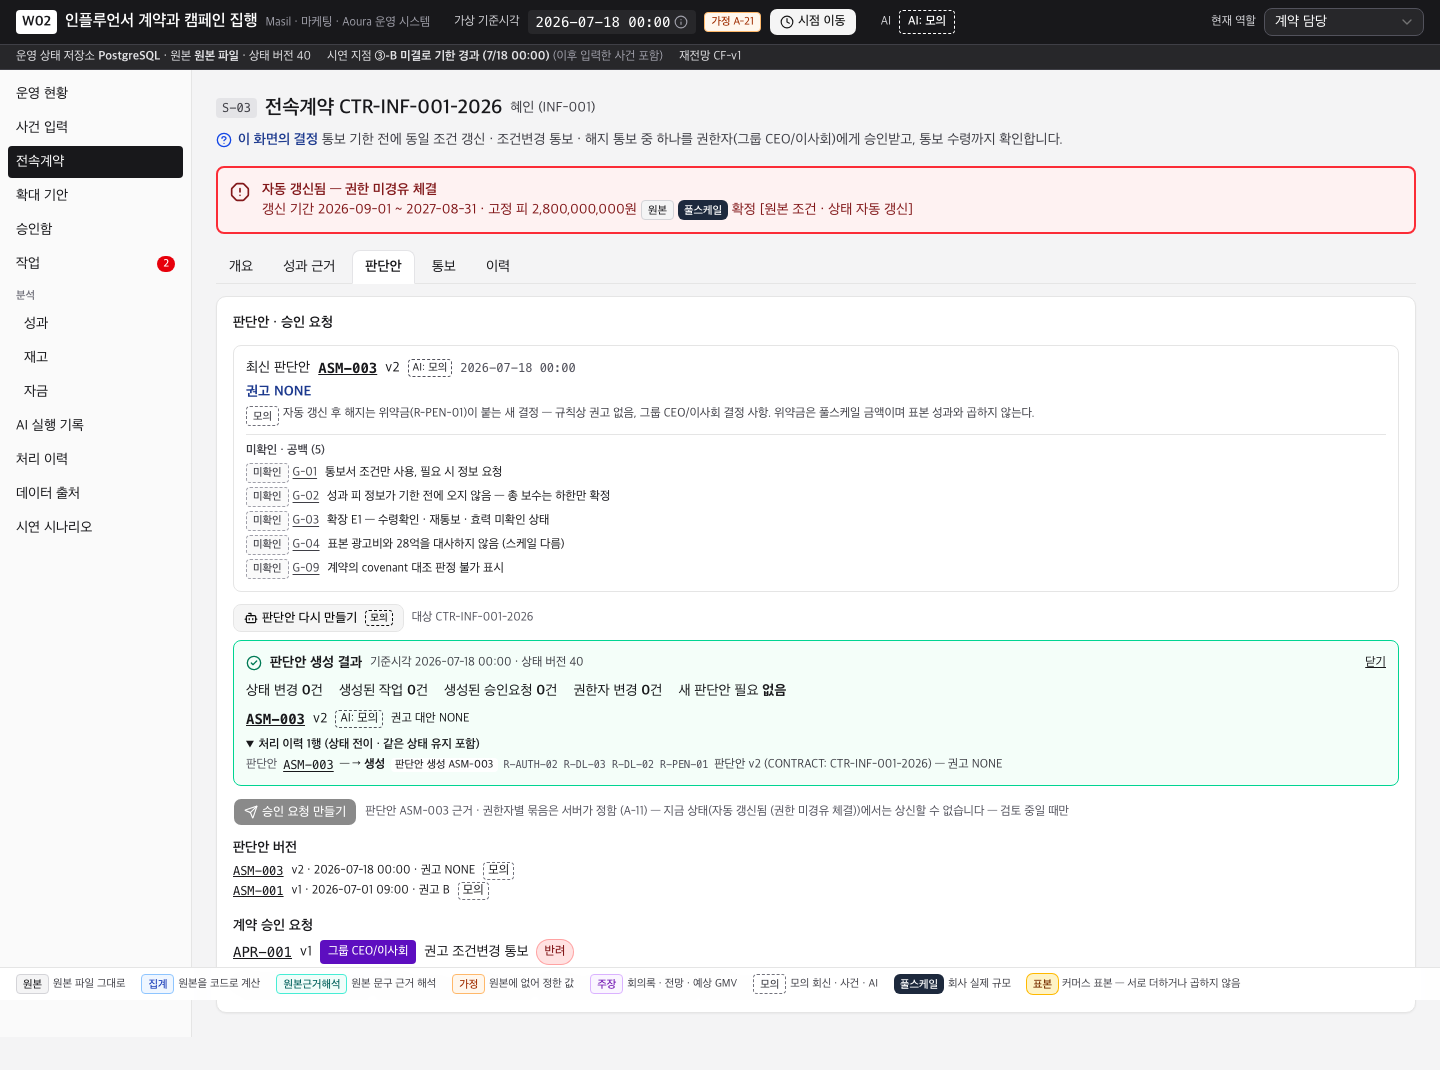 W02 인플루언서 계약과 캠페인 집행 Masil · 마케팅 · Aoura 운영 시스템 가상 기준시각 2026-07-18 00:00 가정 A-21 시점 이동 AI AI: 모의 현재 역할 계약 담당
운영 상태 저장소 PostgreSQL · 원본 원본 파일 · 상태 버전 40 시연 지점 ③-B 미결로 기한 경과 (7/18 00:00) (이후 입력한 사건 포함) 재전망 CF-v1
운영 현황
사건 입력
전속계약
확대 기안
승인함
작업 2
분석
성과
재고
자금
AI 실행 기록
처리 이력
데이터 출처
시연 시나리오
S-03 전속계약 CTR-INF-001-2026 혜인 (INF-001)
이 화면의 결정 통보 기한 전에 동일 조건 갱신 · 조건변경 통보 · 해지 통보 중 하나를 권한자(그룹 CEO/이사회)에게 승인받고, 통보 수령까지 확인합니다.
자동 갱신됨 — 권한 미경유 체결
갱신 기간 2026-09-01 ~ 2027-08-31 · 고정 피 2,800,000,000원 원본 풀스케일 확정 [원본 조건 · 상태 자동 갱신]
개요 성과 근거 판단안 통보 이력
판단안 · 승인 요청
최신 판단안 ASM-003 v2 AI: 모의 2026-07-18 00:00
권고 NONE
모의 자동 갱신 후 해지는 위약금(R-PEN-01)이 붙는 새 결정 — 규칙상 권고 없음, 그룹 CEO/이사회 결정 사항. 위약금은 풀스케일 금액이며 표본 성과와 곱하지 않는다.
미확인 · 공백 (5)
미확인 G-01 통보서 조건만 사용, 필요 시 정보 요청
미확인 G-02 성과 피 정보가 기한 전에 오지 않음 — 총 보수는 하한만 확정
미확인 G-03 확장 E1 — 수령확인 · 재통보 · 효력 미확인 상태
미확인 G-04 표본 광고비와 28억을 대사하지 않음 (스케일 다름)
미확인 G-09 계약의 covenant 대조 판정 불가 표시
판단안 다시 만들기 모의 대상 CTR-INF-001-2026
판단안 생성 결과 기준시각 2026-07-18 00:00 · 상태 버전 40 닫기
상태 변경 0건 생성된 작업 0건 생성된 승인요청 0건 권한자 변경 0건 새 판단안 필요 없음
ASM-003 v2 AI: 모의 권고 대안 NONE
▼ 처리 이력 1행 (상태 전이 · 같은 상태 유지 포함)
판단안 ASM-003 — → 생성 판단안 생성 ASM-003 R-AUTH-02 R-DL-03 R-DL-02 R-PEN-01 판단안 v2 (CONTRACT: CTR-INF-001-2026) — 권고 NONE
승인 요청 만들기 판단안 ASM-003 근거 · 권한자별 묶음은 서버가 정함 (A-11) — 지금 상태(자동 갱신됨 (권한 미경유 체결))에서는 상신할 수 없습니다 — 검토 중일 때만
판단안 버전
ASM-003 v2 · 2026-07-18 00:00 · 권고 NONE 모의
ASM-001 v1 · 2026-07-01 09:00 · 권고 B 모의
계약 승인 요청
APR-001 v1 그룹 CEO/이사회 권고 조건변경 통보 반려
원본 원본 파일 그대로 집계 원본을 코드로 계산 원본근거해석 원본 문구 근거 해석 가정 원본에 없어 정한 값 주장 회의록 · 전망 · 예상 GMV 모의 모의 회신 · 사건 · AI 풀스케일 회사 실제 규모 표본 커머스 표본 — 서로 더하거나 곱하지 않음